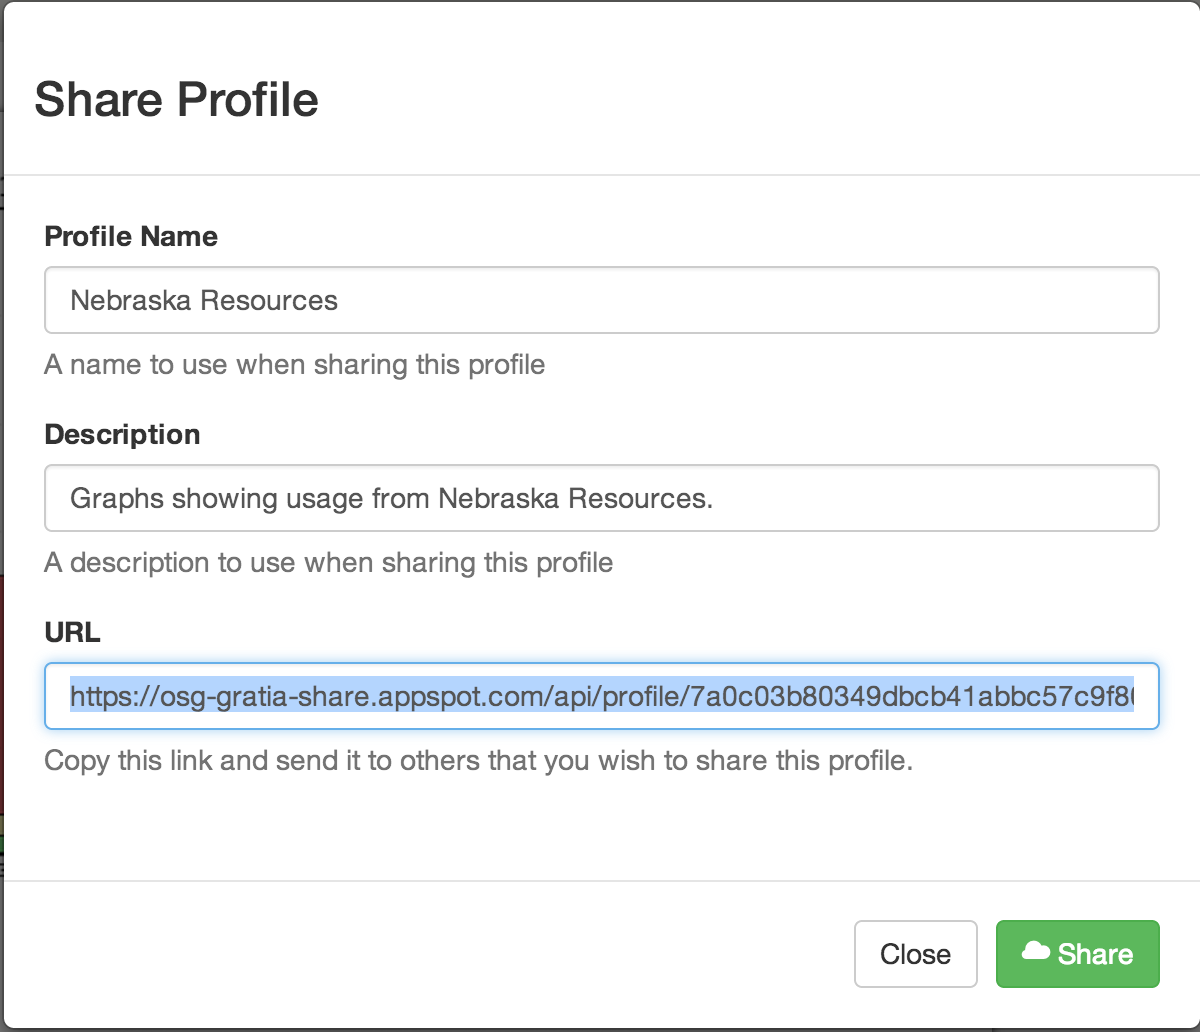 Share Profile
Profile Name
Nebraska Resources
A name to use when sharing this profile
Description
Graphs showing usage from Nebraska Resources.
A description to use when sharing this profile
URL
https://osg-gratia-share.appspot.com/api/profile/7a0c03b80349dbcb41abbc57c9f8
Copy this link and send it to others that you wish to share this profile.
Close
Share